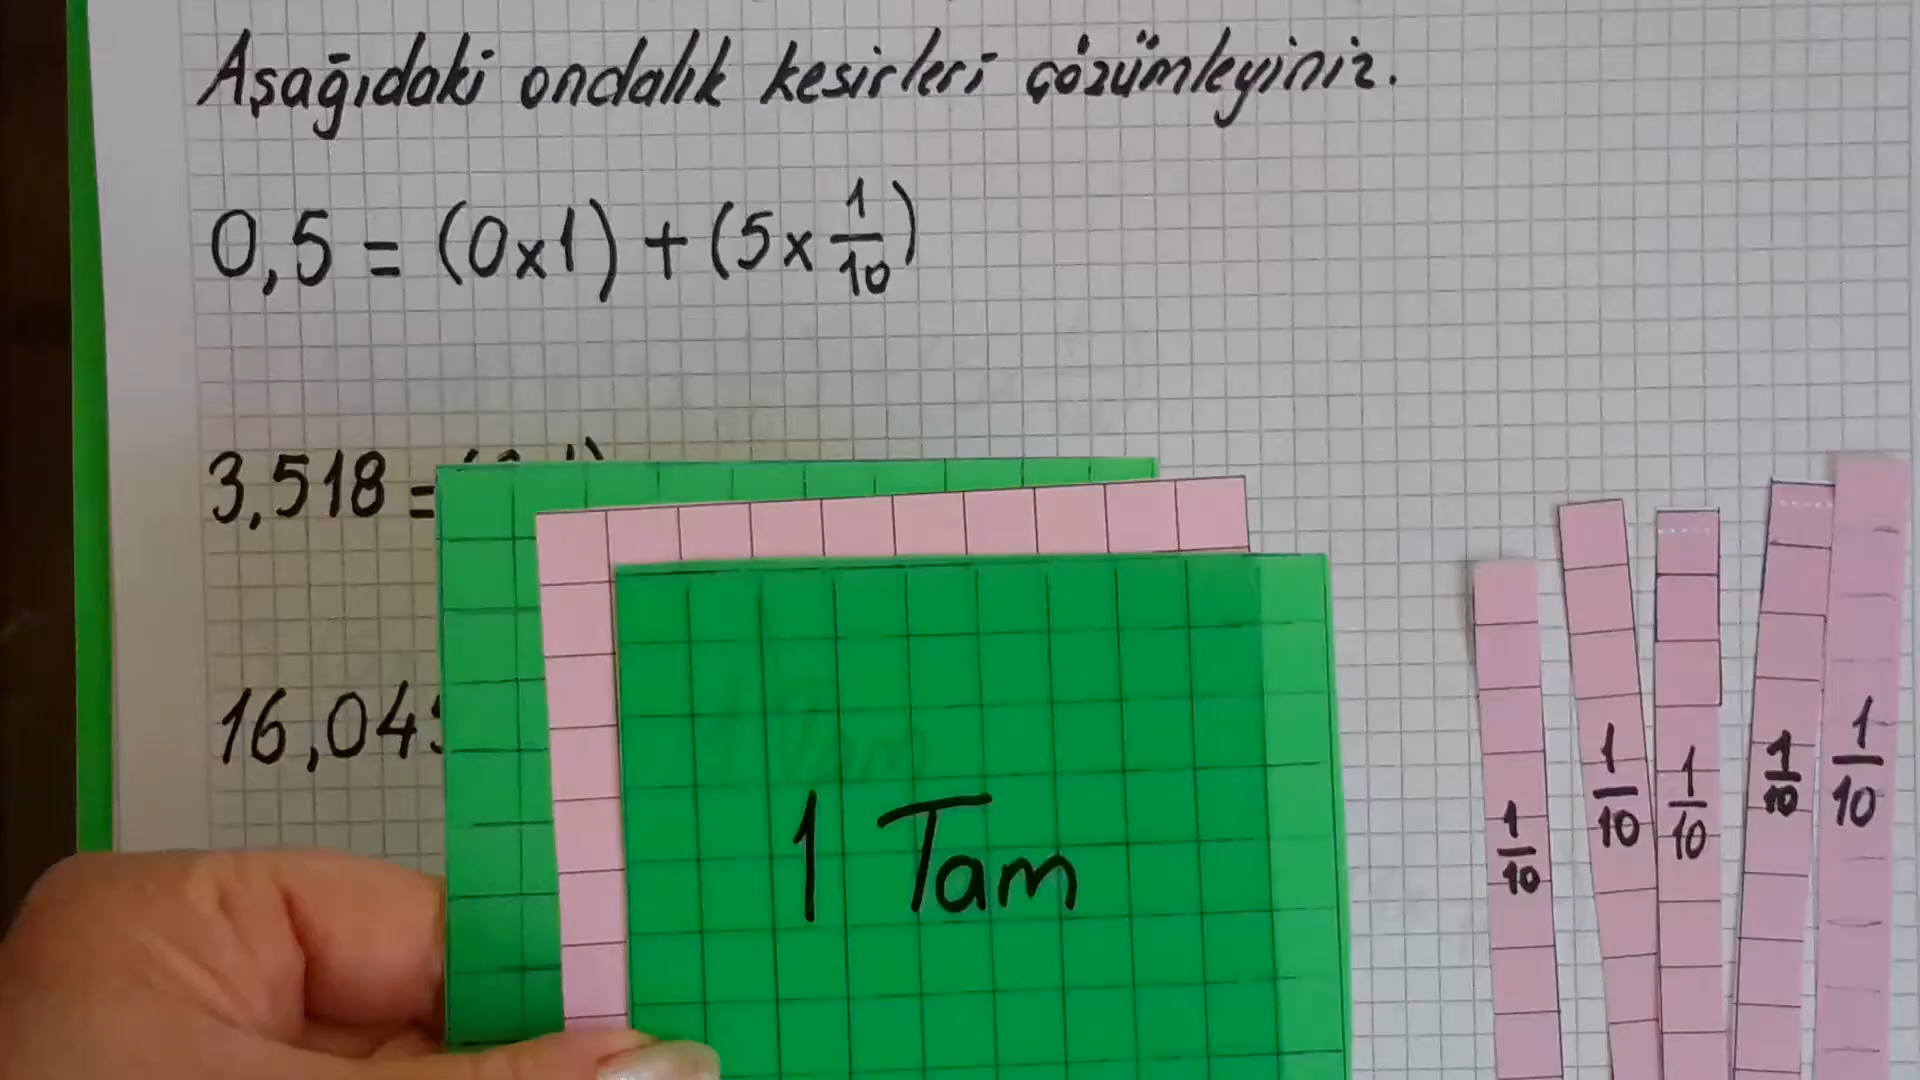 Aşağıdaki ondalık kesirleri çözümleyiniz.
0,5 = (0x1) + (5x 1/10)
3,518 =
16,04
1 Tam
1/10
1/10
1/10
1/10
1/10